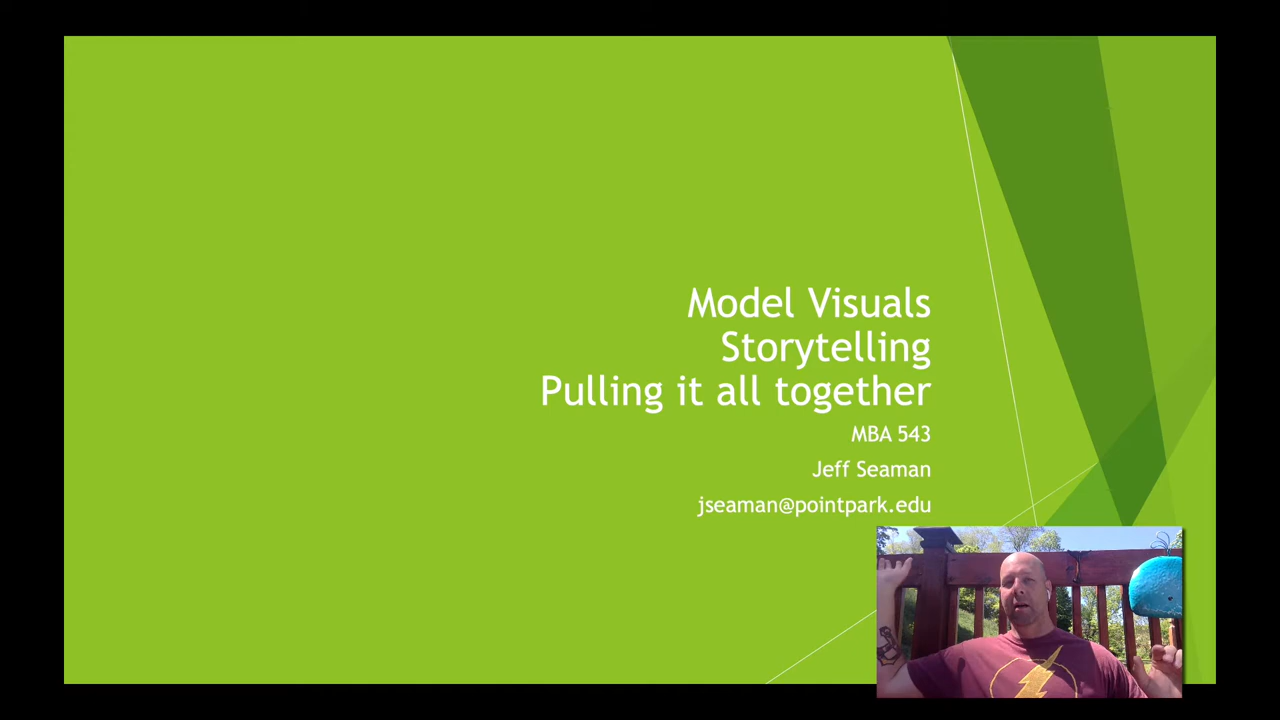 Model Visuals
Storytelling
Pulling it all together
MBA 543
Jeff Seaman
jseaman@pointpark.edu